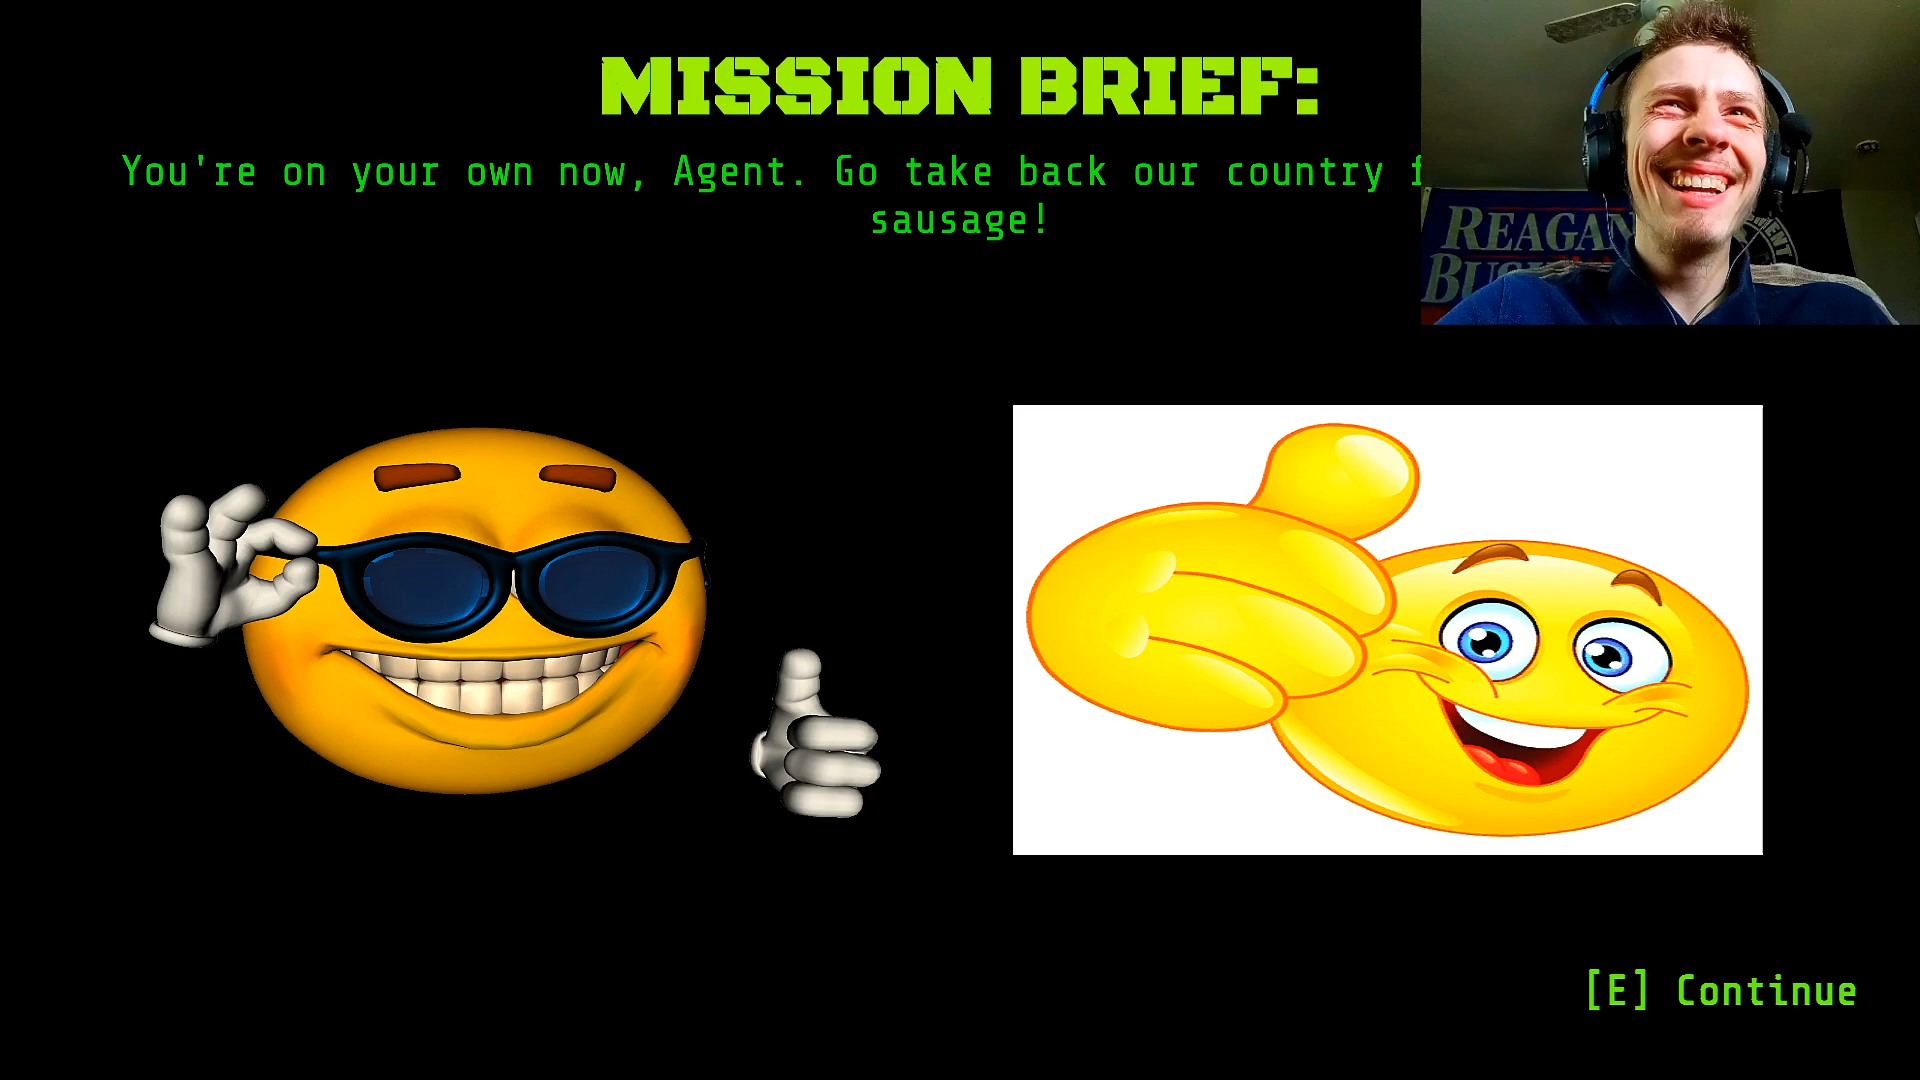 MISSION BRIEF:
You're on your own now, Agent. Go take back our country
sausage!
REAGAN
[E] Continue